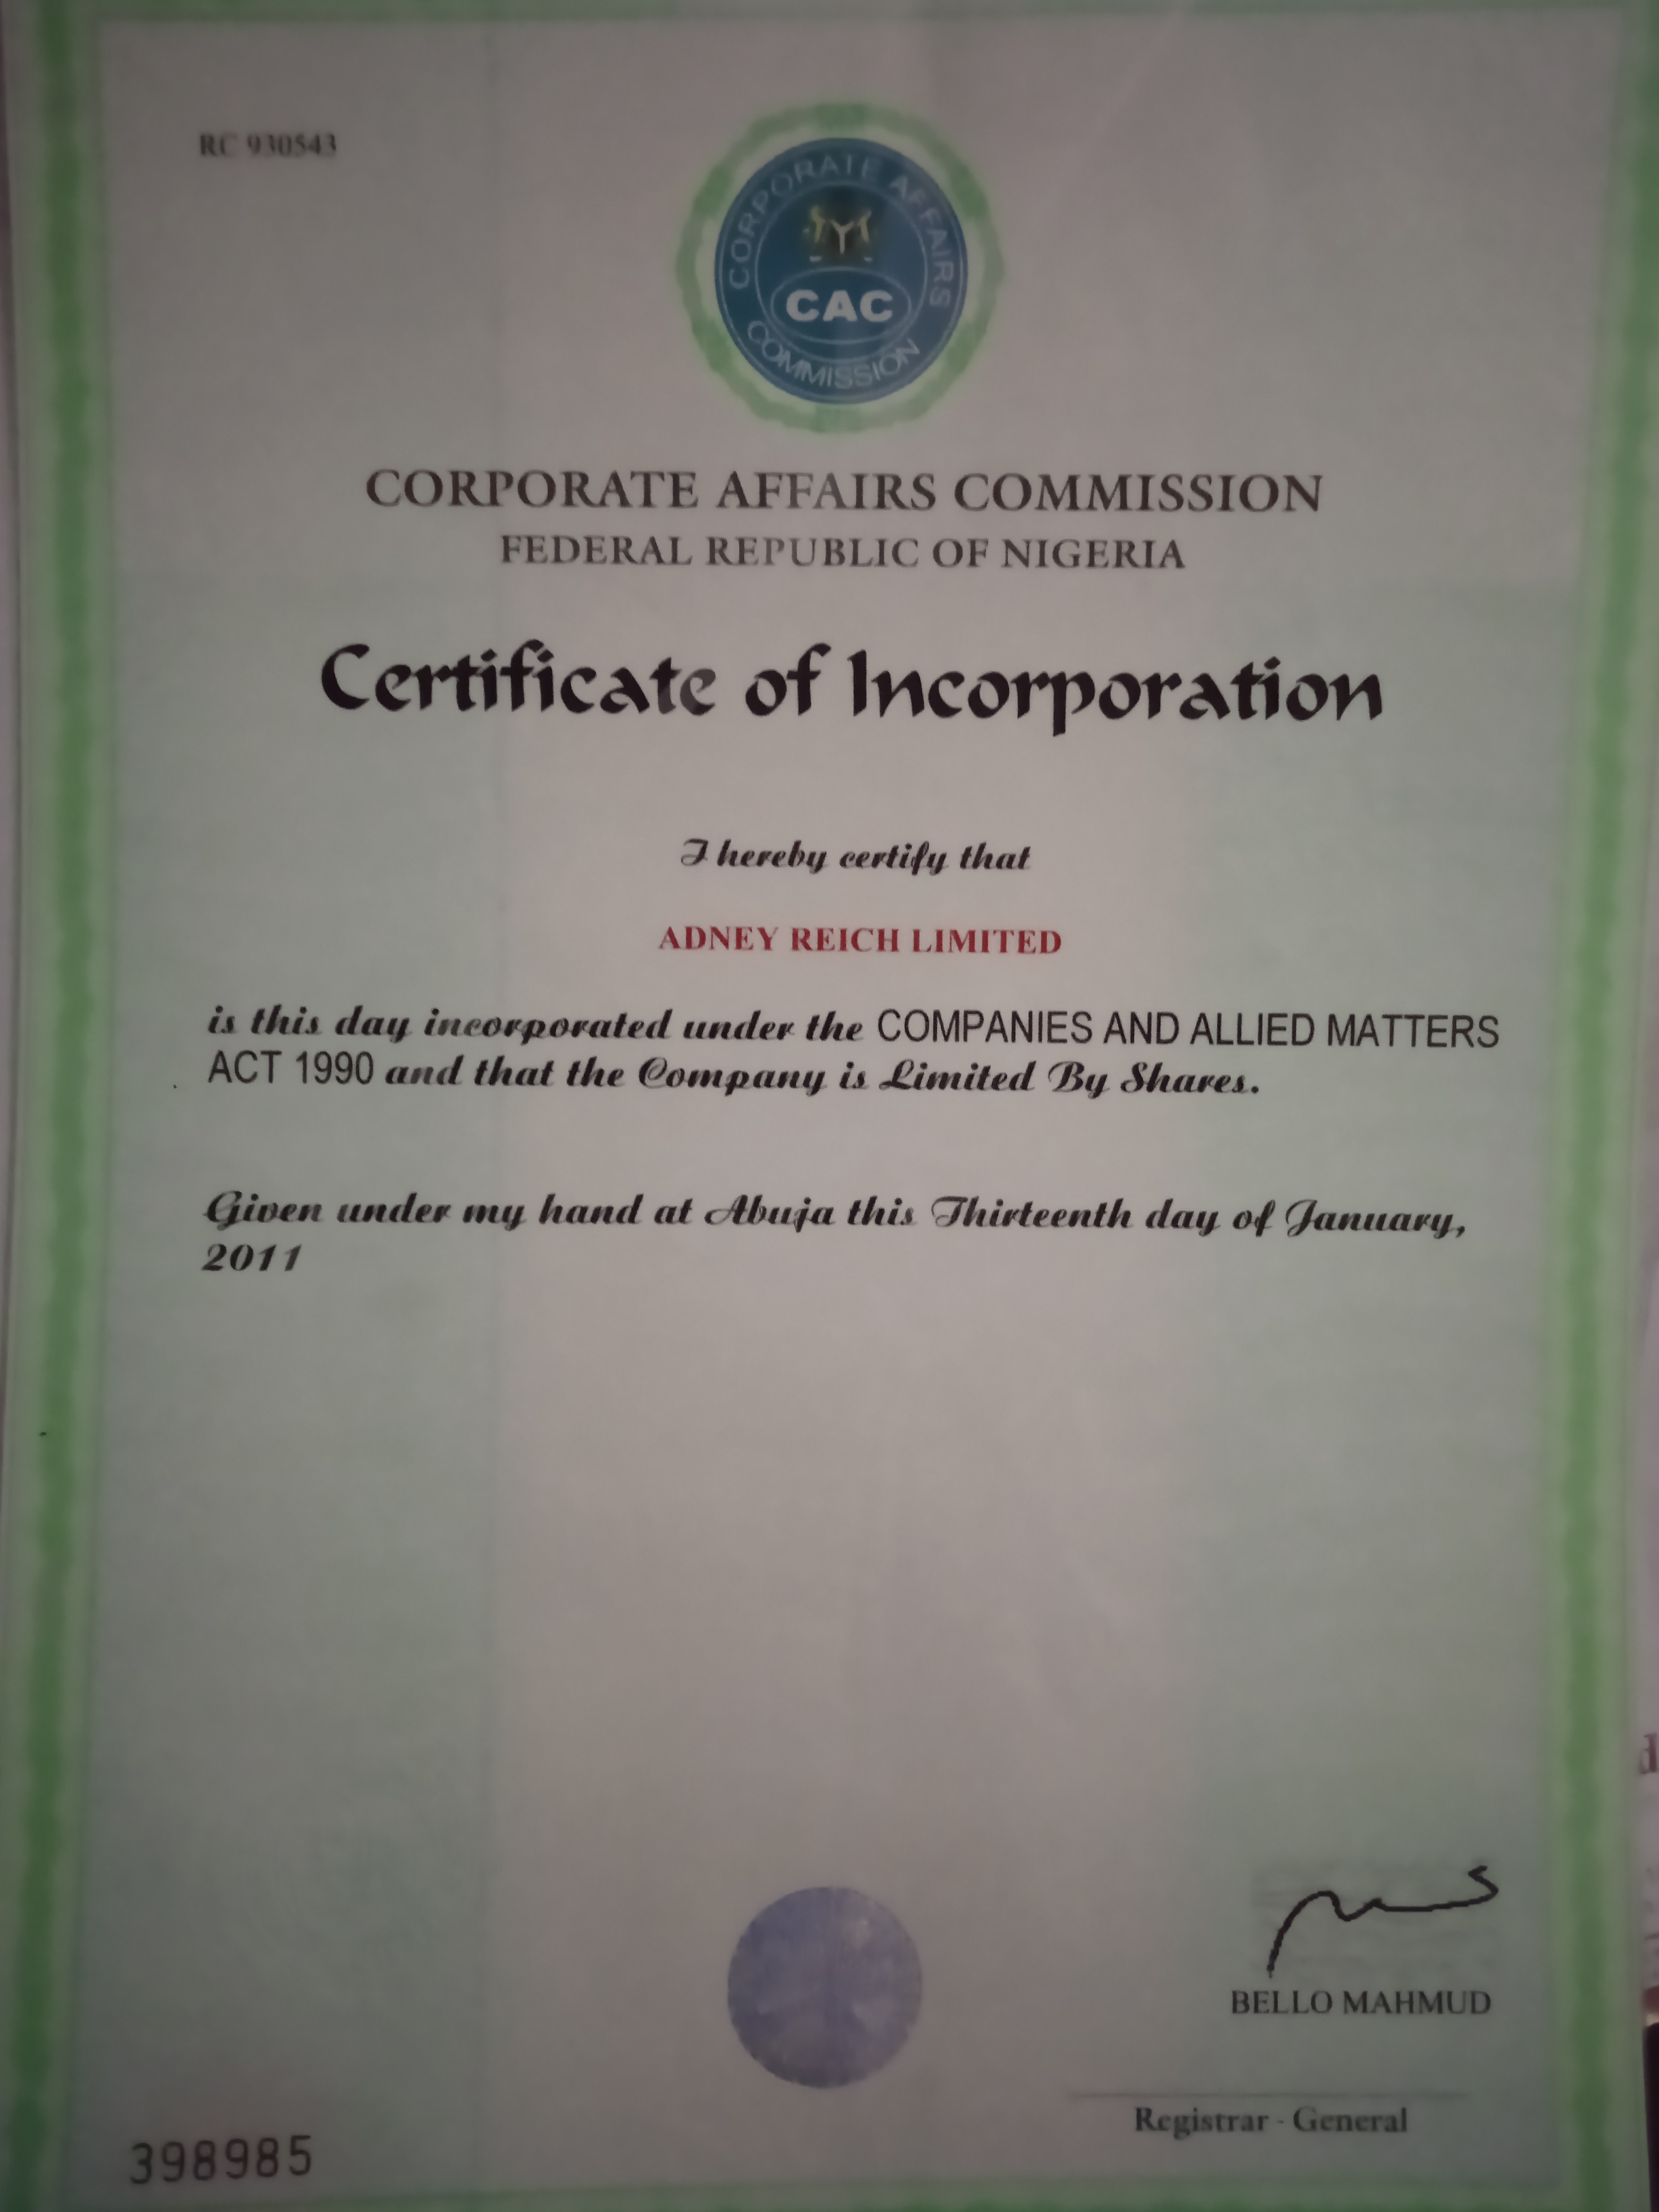 RC 930543
CORPORATE AFFAIRS
CAC
COMMISSION
CORPORATE AFFAIRS COMMISSION
FEDERAL REPUBLIC OF NIGERIA
Certificate of Incorporation
I hereby certify that
ADNEY REICH LIMITED
is this day incorporated under the COMPANIES AND ALLIED MATTERS
ACT 1990 and that the Company is Limited By Shares.
Given under my hand at Abuja this Thirteenth day of January,
2011
BELLO MAHMUD
Registrar - General
398985